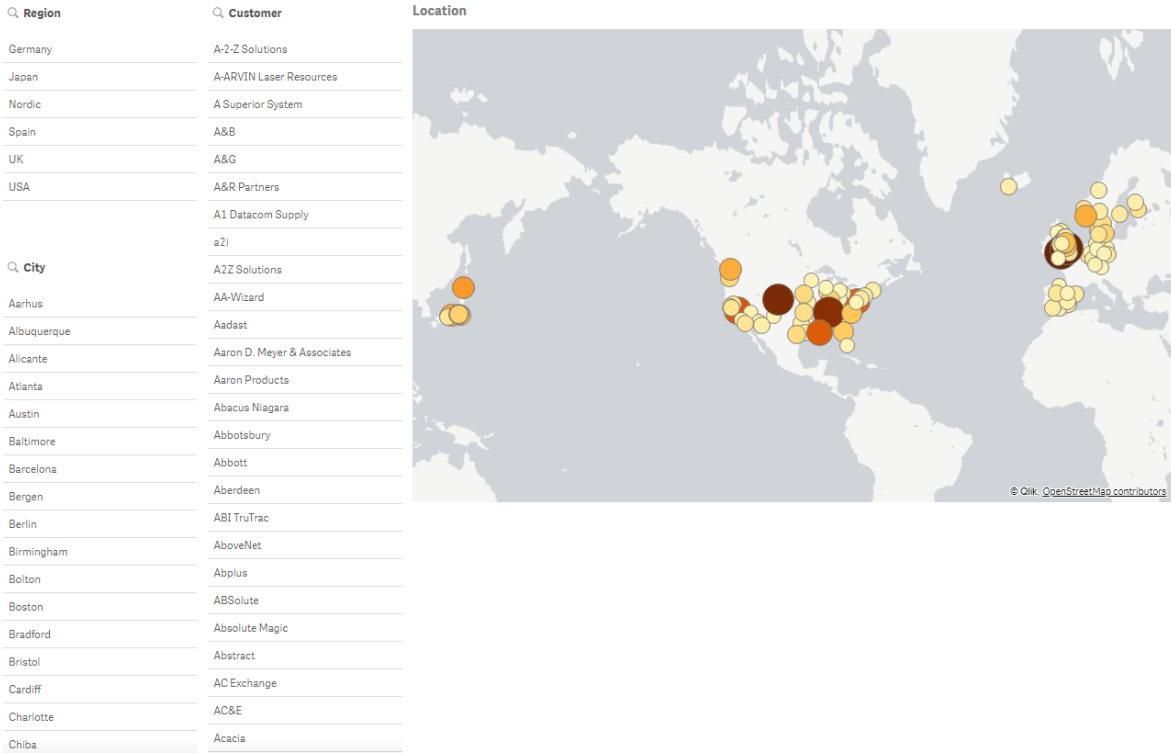 Region
Germany
Japan
Nordic
Spain
UK
USA
City
Aarhus
Albuquerque
Alicante
Atlanta
Austin
Baltimore
Barcelona
Bergen
Berlin
Birmingham
Bolton
Boston
Bradford
Bristol
Cardiff
Charlotte
Chiba
Customer
A-2-Z Solutions
A-ARVIN Laser Resources
A Superior System
A&B
A&G
A&R Partners
A1 Datacom Supply
a2i
A2Z Solutions
AA-Wizard
Aadast
Aaron D. Meyer & Associates
Aaron Products
Abacus Niagara
Abbotsbury
Abbott
Aberdeen
ABI TruTrac
AboveNet
Abplus
ABSolute
Absolute Magic
Abstract
AC Exchange
AC&E
Acacia
Location
© Qlik, OpenStreetMap contributors